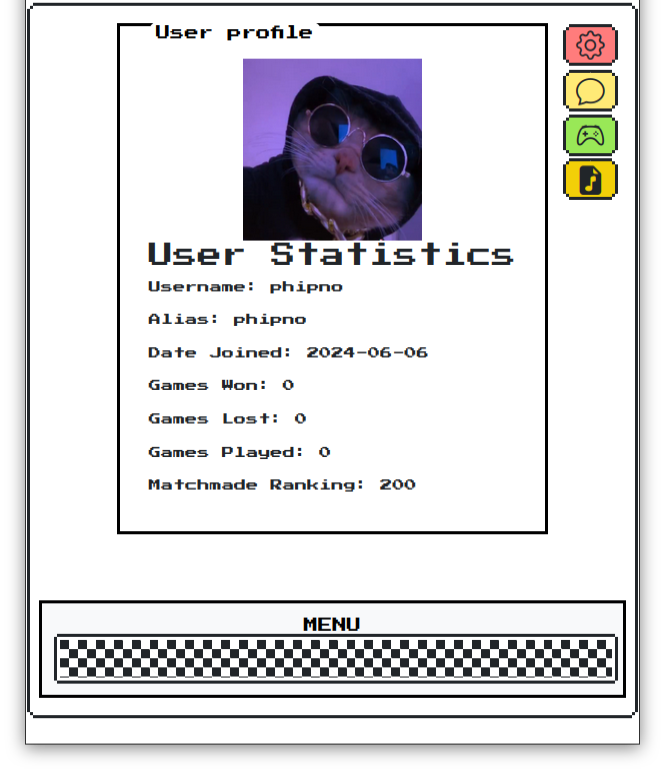 User profile
User Statistics
Username: phipno
Alias: phipno
Date Joined: 2024-06-06
Games Won: 0
Games Lost: 0
Games Played: 0
Matchmade Ranking: 200
MENU